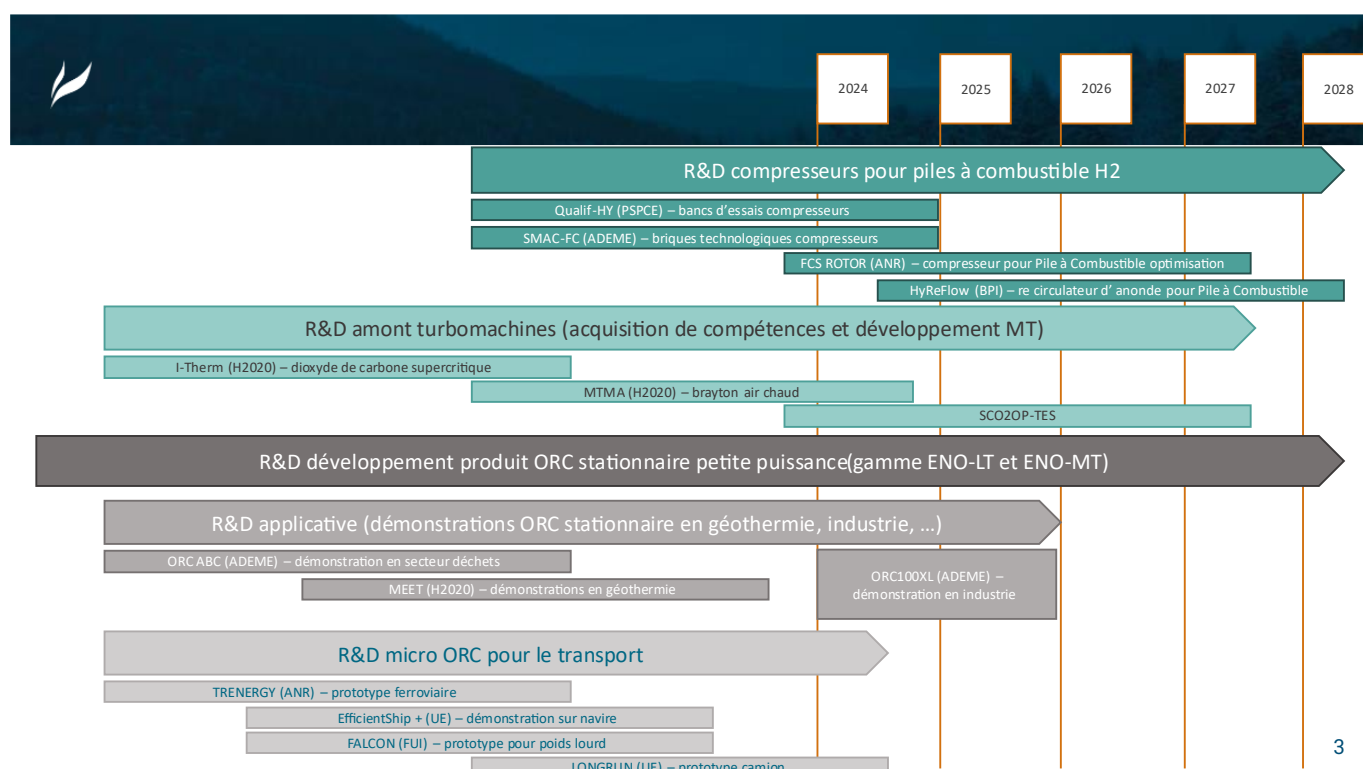 2024
2025
2026
2027
2028
R&D compresseurs pour piles à combustible H2
Qualif-HY (PSPCE) – bancs d’essais compresseurs
SMAC-FC (ADEME) – briques technologiques compresseurs
FCS ROTOR (ANR) – compresseur pour Pile à Combustible optimisation
HyReFlow (BPI) – re circulateur d’ anonde pour Pile à Combustible
R&D amont turbomachines (acquisition de compétences et développement MT)
I-Therm (H2020) – dioxyde de carbone supercritique
MTMA (H2020) – brayton air chaud
SCO2OP-TES
R&D développement produit ORC stationnaire petite puissance(gamme ENO-LT et ENO-MT)
R&D applicative (démonstrations ORC stationnaire en géothermie, industrie, …)
ORC ABC (ADEME) – démonstration en secteur déchets
MEET (H2020) – démonstrations en géothermie
ORC100XL (ADEME) –
démonstration en industrie
R&D micro ORC pour le transport
TRENERGY (ANR) – prototype ferroviaire
EfficientShip + (UE) – démonstration sur navire
FALCON (FUI) – prototype pour poids lourd
LONGRUN (UE) – prototype camion
3